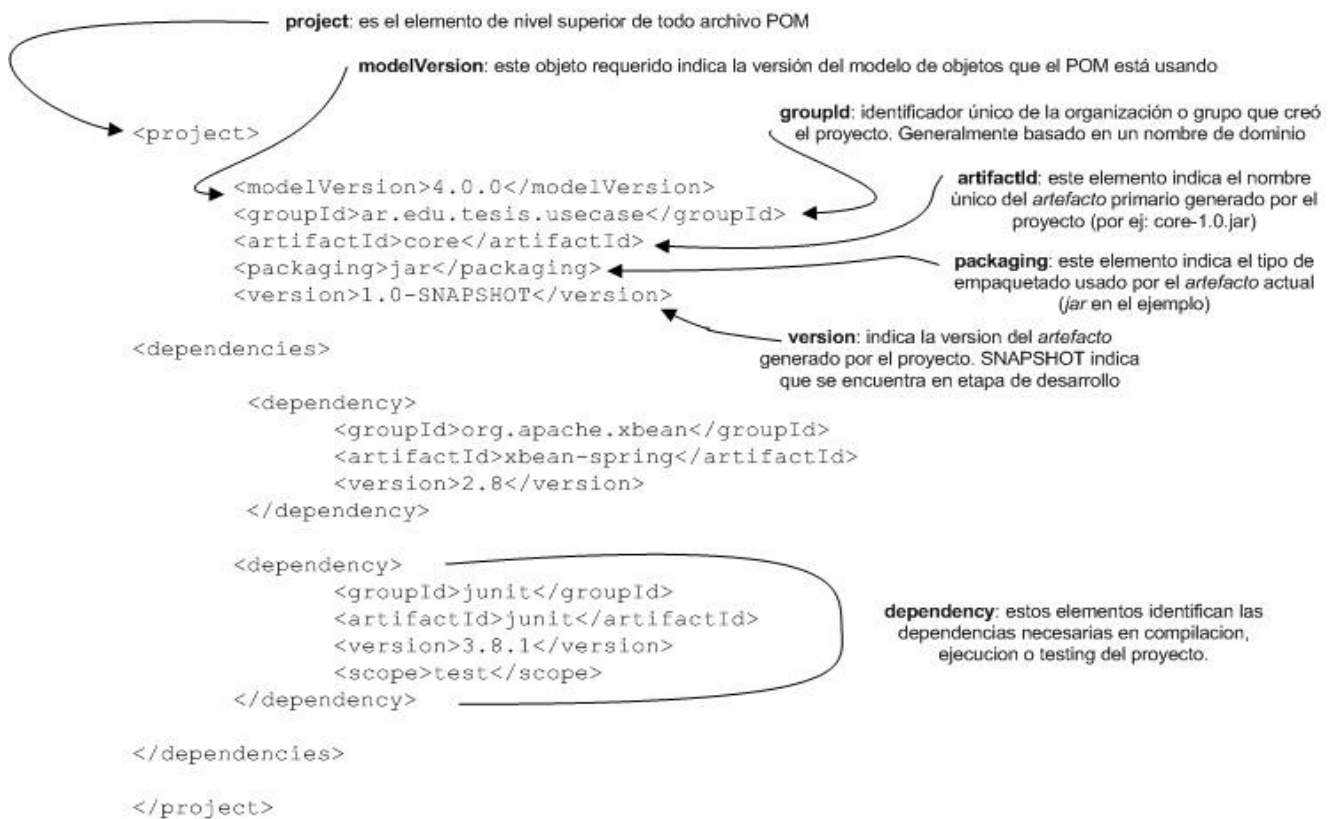 project: es el elemento de nivel superior de todo archivo POM
modelVersion: este objeto requerido indica la versión del modelo de objetos que el POM está usando
groupId: identificador único de la organización o grupo que creó
el proyecto. Generalmente basado en un nombre de dominio
<project>
<modelVersion>4.0.0</modelVersion>
<groupId>ar.edu.tesis.usecase</groupId>
<artifactId>core</artifactId>
<packaging>jar</packaging>
<version>1.0-SNAPSHOT</version>
artifactId: este elemento indica el nombre
único del artefacto primario generado por el
proyecto (por ej: core-1.0.jar)
packaging: este elemento indica el tipo de
empaquetado usado por el artefacto actual
(jar en el ejemplo)
version: indica la version del artefacto
generado por el proyecto. SNAPSHOT indica
que se encuentra en etapa de desarrollo
<dependencies>
<dependency>
<groupId>org.apache.xbean</groupId>
<artifactId>xbean-spring</artifactId>
<version>2.8</version>
</dependency>
<dependency>
<groupId>junit</groupId>
<artifactId>junit</artifactId>
<version>3.8.1</version>
<scope>test</scope>
</dependency>
dependency: estos elementos identifican las
dependencias necesarias en compilacion,
ejecucion o testing del proyecto.
</dependencies>
</project>